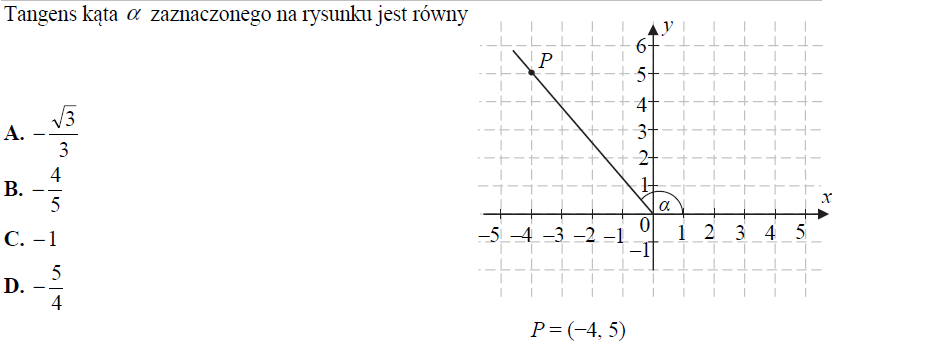 Tangens kąta α zaznaczonego na rysunku jest równy
A. −√3/3
B. −4/5
C. −1
D. −5/4
y
6
P
5
4
3
2
1
α
x
−5 −4 −3 −2 −1 0 1 2 3 4 5
−1
P = (−4, 5)